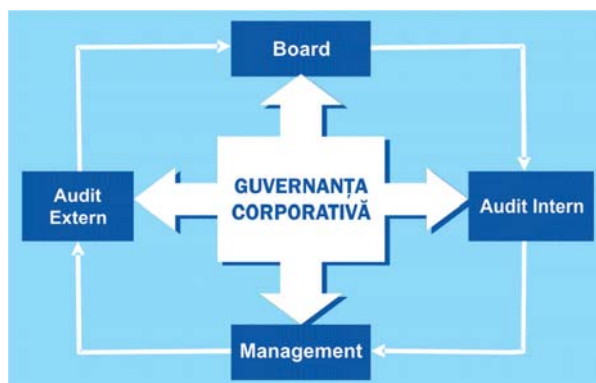 Board
GUVERNANȚA
CORPORATIVĂ
Audit
Extern
Audit Intern
Management